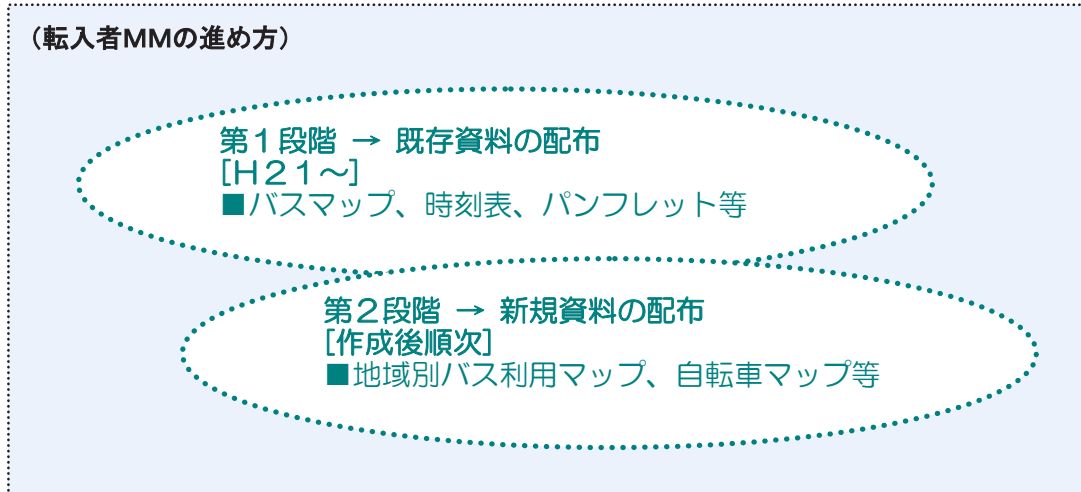 （転入者MMの進め方）
第１段階 → 既存資料の配布
[Ｈ２１～]
■バスマップ、時刻表、パンフレット等
第２段階 → 新規資料の配布
[作成後順次]
■地域別バス利用マップ、自転車マップ等